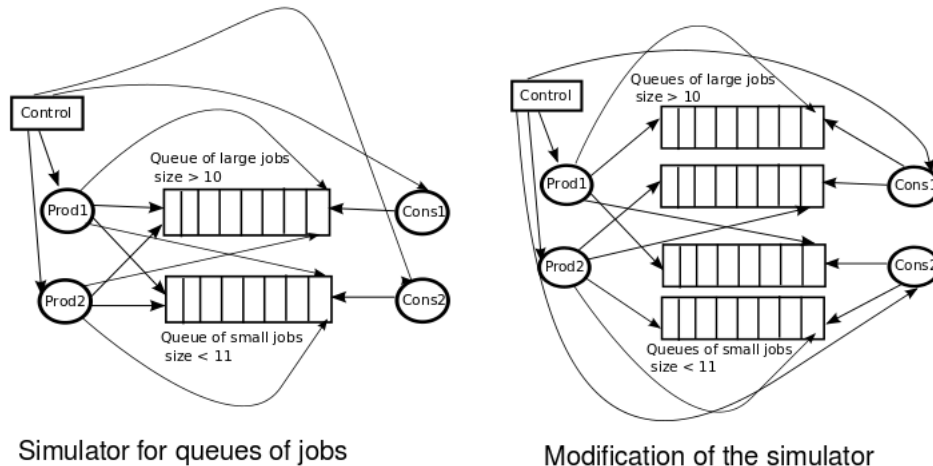 Control
Queue of large jobs
size > 10
Prod1
Cons1
Prod2
Cons2
Queue of small jobs
size < 11
Simulator for queues of jobs
Control
Queues of large jobs
size > 10
Prod1
Cons1
Prod2
Cons2
Queues of small jobs
size < 11
Modification of the simulator